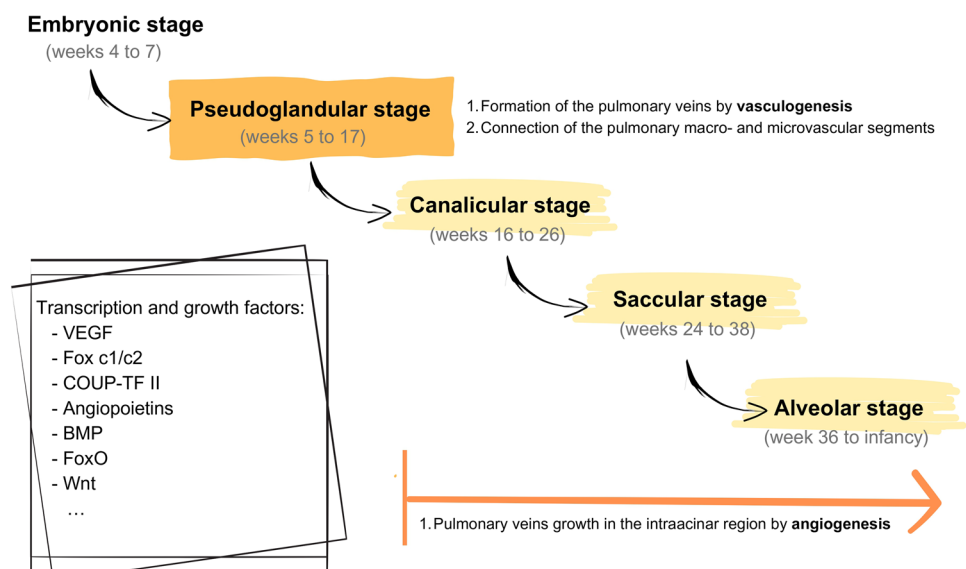 Embryonic stage
(weeks 4 to 7)
Pseudoglandular stage
(weeks 5 to 17)
1. Formation of the pulmonary veins by vasculogenesis
2. Connection of the pulmonary macro- and microvascular segments
Canalicular stage
(weeks 16 to 26)
Saccular stage
(weeks 24 to 38)
Alveolar stage
(week 36 to infancy)
Transcription and growth factors:
- VEGF
- Fox c1/c2
- COUP-TF II
- Angiopoietins
- BMP
- FoxO
- Wnt
...
1. Pulmonary veins growth in the intraacinar region by angiogenesis